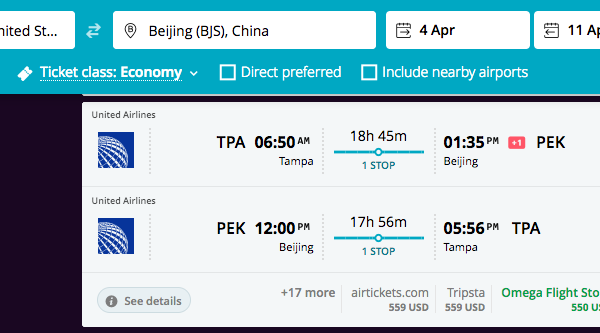 nited St...
Beijing (BJS), China
4 Apr
11 Ap
Ticket class: Economy
Direct preferred
Include nearby airports
United Airlines
TPA 06:50 AM
Tampa
18h 45m
1 STOP
01:35 PM +1 PEK
Beijing
United Airlines
PEK 12:00 PM
Beijing
17h 56m
1 STOP
05:56 PM TPA
Tampa
See details
+17 more
airtickets.com
559 USD
Tripsta
559 USD
Omega Flight Sto
550 U